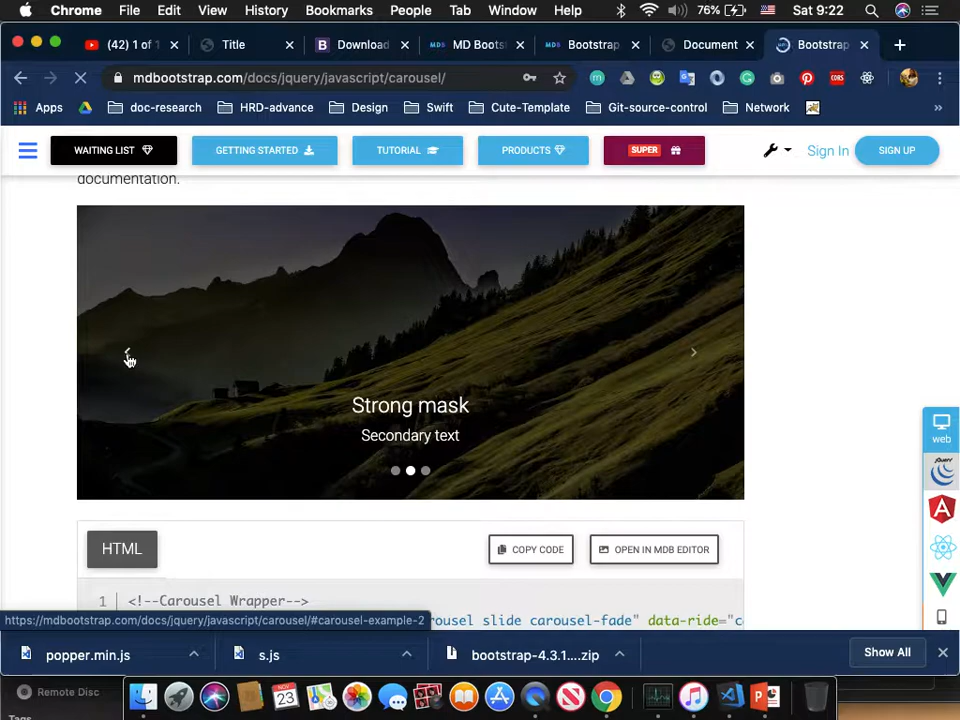 Chrome File Edit View History Bookmarks People Tab Window Help 76% Sat 9:22
(42) 1 of 1 Title Download MD Boots Bootstrap Document Bootstrap
mdbootstrap.com/docs/jquery/javascript/carousel/
Apps doc-research HRD-advance Design Swift Cute-Template Git-source-control Network »
WAITING LIST GETTING STARTED TUTORIAL PRODUCTS SUPER Sign In SIGN UP
documentation.
Strong mask
Secondary text
web
HTML COPY CODE OPEN IN MDB EDITOR
1 <!--Carousel Wrapper-->
https://mdbootstrap.com/docs/jquery/javascript/carousel/#carousel-example-2 rousel slide carousel-fade" data-ride="c
popper.min.js s.js bootstrap-4.3.1....zip Show All
Remote Disc
NOV 23